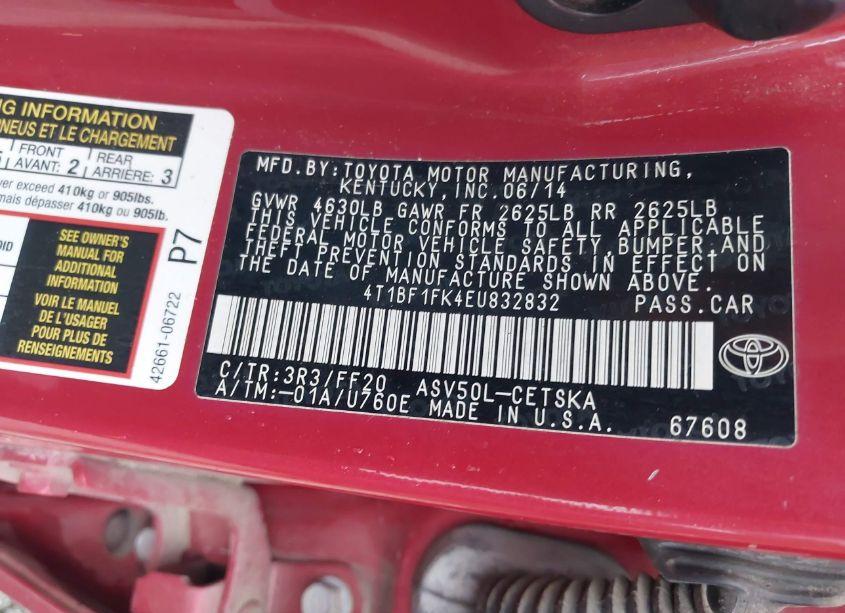 NG INFORMATION
PNEUS ET LE CHARGEMENT
FRONT
AVANT: 2
REAR
ARRIÈRE: 3
ver exceed 410kg or 905lbs.
mais dépasser 410kg ou 905lb.
SEE OWNER'S
MANUAL FOR
ADDITIONAL
INFORMATION
VOIR LE MANUEL
DE L'USAGER
POUR PLUS DE
RENSEIGNEMENTS
42661-06722
P7
MFD.BY:TOYOTA MOTOR MANUFACTURING,
KENTUCKY,INC.06/14
GVWR 4630LB GAWR FR 2625LB RR 2625LB
THIS VEHICLE CONFORMS TO ALL APPLICABLE
FEDERAL MOTOR VEHICLE SAFETY,BUMPER,AND
THEFT PREVENTION STANDARDS IN EFFECT ON
THE DATE OF MANUFACTURE SHOWN ABOVE.
4T1BF1FK4EU832832 PASS.CAR
C/TR:3R3/FF20 ASV50L-CETSKA
A/TM:-01A/U760E MADE IN U.S.A.
67608